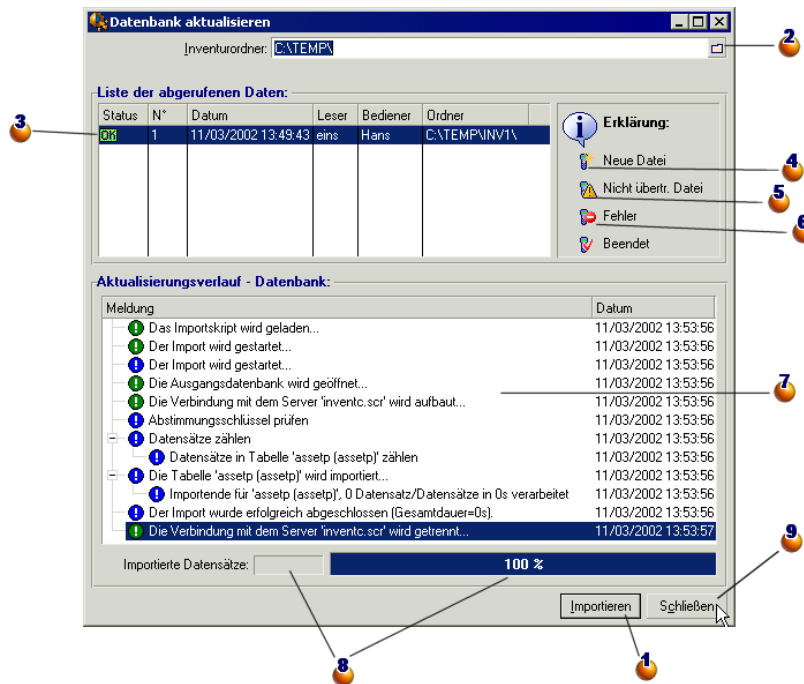 Datenbank aktualisieren
Inventurordner: C:\TEMP\
2
Liste der abgerufenen Daten:
Status N° Datum Leser Bediener Ordner
OK 1 11/03/2002 13:49:43 eins Hans C:\TEMP\INV1\
3
Erklärung:
Neue Datei
4
Nicht übertr. Datei
5
Fehler
6
Beendet
Aktualisierungsverlauf - Datenbank:
Meldung Datum
Das Importskript wird geladen... 11/03/2002 13:53:56
Der Import wird gestartet... 11/03/2002 13:53:56
Der Import wird gestartet... 11/03/2002 13:53:56
Die Ausgangsdatenbank wird geöffnet... 11/03/2002 13:53:56
7
Die Verbindung mit dem Server 'inventc.scr' wird aufbaut... 11/03/2002 13:53:56
Abstimmungsschlüssel prüfen 11/03/2002 13:53:56
Datensätze zählen 11/03/2002 13:53:56
Datensätze in Tabelle 'assetp (assetp)' zählen 11/03/2002 13:53:56
Die Tabelle 'assetp (assetp)' wird importiert... 11/03/2002 13:53:56
Importende für 'assetp (assetp)', 0 Datensatz/Datensätze in 0s verarbeitet 11/03/2002 13:53:56
Der Import wurde erfolgreich abgeschlossen (Gesamtdauer=0s). 11/03/2002 13:53:56
Die Verbindung mit dem Server 'inventc.scr' wird getrennt... 11/03/2002 13:53:57
9
Importierte Datensätze: 100 %
Importieren Schließen
8
1